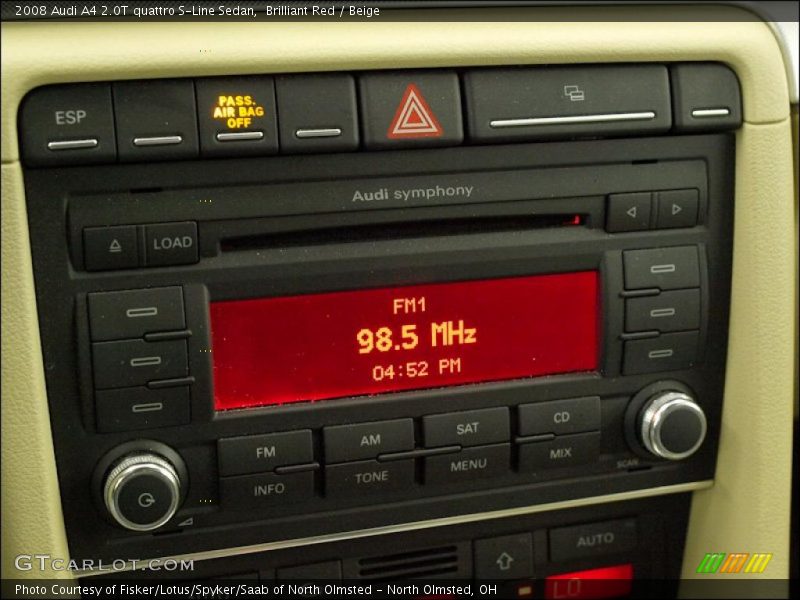 2008 Audi A4 2.0T quattro S-Line Sedan,  Brilliant Red / Beige
ESP
PASS.
AIR BAG
OFF
Audi symphony
LOAD
FM1
98.5 MHz
04:52 PM
FM
AM
SAT
CD
INFO
TONE
MENU
MIX
SCAN
AUTO
LO
GTCARLOT.COM
Photo Courtesy of Fisker/Lotus/Spyker/Saab of North Olmsted - North Olmsted, OH